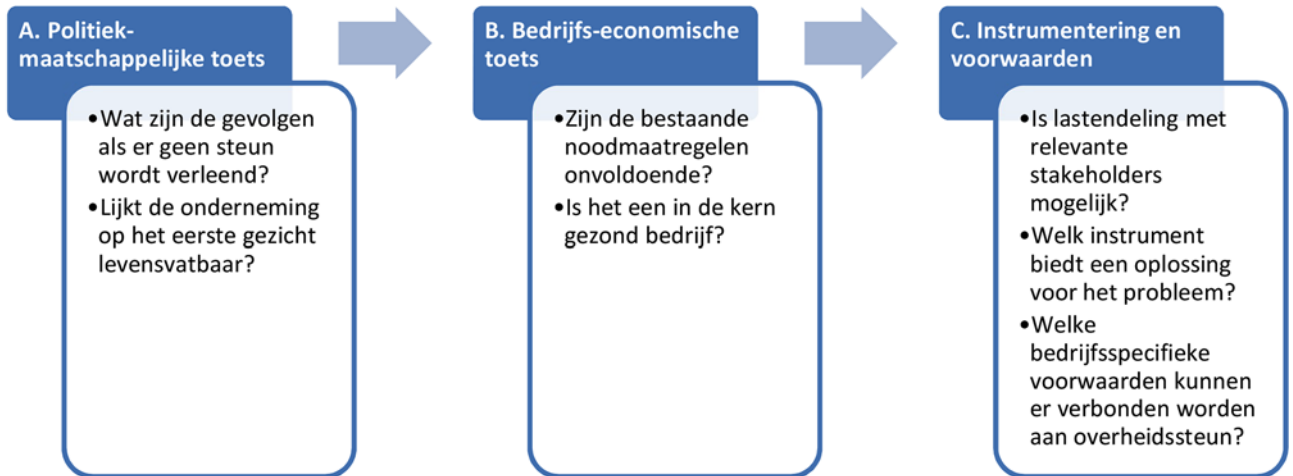 A. Politiek-
maatschappelijke toets
•Wat zijn de gevolgen
als er geen steun
wordt verleend?
•Lijkt de onderneming
op het eerste gezicht
levensvatbaar?
B. Bedrijfs-economische
toets
•Zijn de bestaande
noodmaatregelen
onvoldoende?
•Is het een in de kern
gezond bedrijf?
C. Instrumentering en
voorwaarden
•Is lastendeling met
relevante
stakeholders
mogelijk?
•Welk instrument
biedt een oplossing
voor het probleem?
•Welke
bedrijfsspecifieke
voorwaarden kunnen
er verbonden worden
aan overheidssteun?